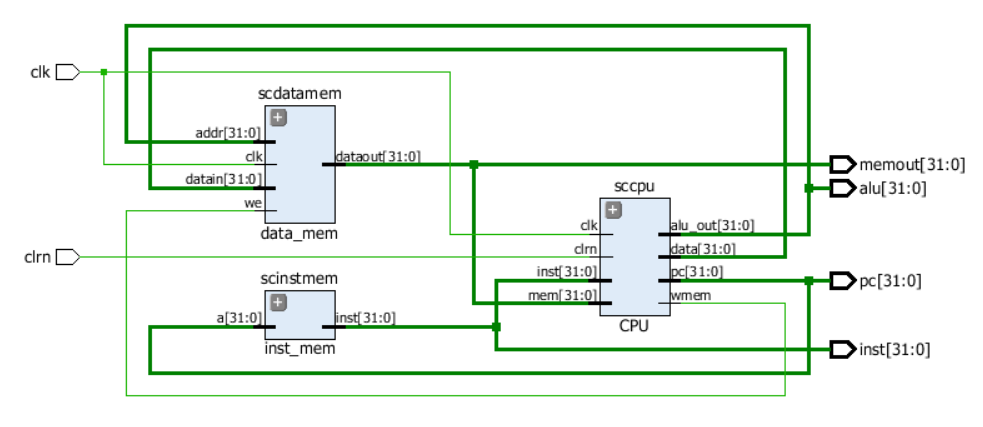 clk
scdatamem
addr[31:0]
clk
datain[31:0]
we
dataout[31:0]
data_mem
memout[31:0]
alu[31:0]
sccpu
clk
clrn
inst[31:0]
mem[31:0]
alu_out[31:0]
data[31:0]
pc[31:0]
wmem
CPU
clrn
scinstmem
a[31:0]
inst[31:0]
inst_mem
pc[31:0]
inst[31:0]